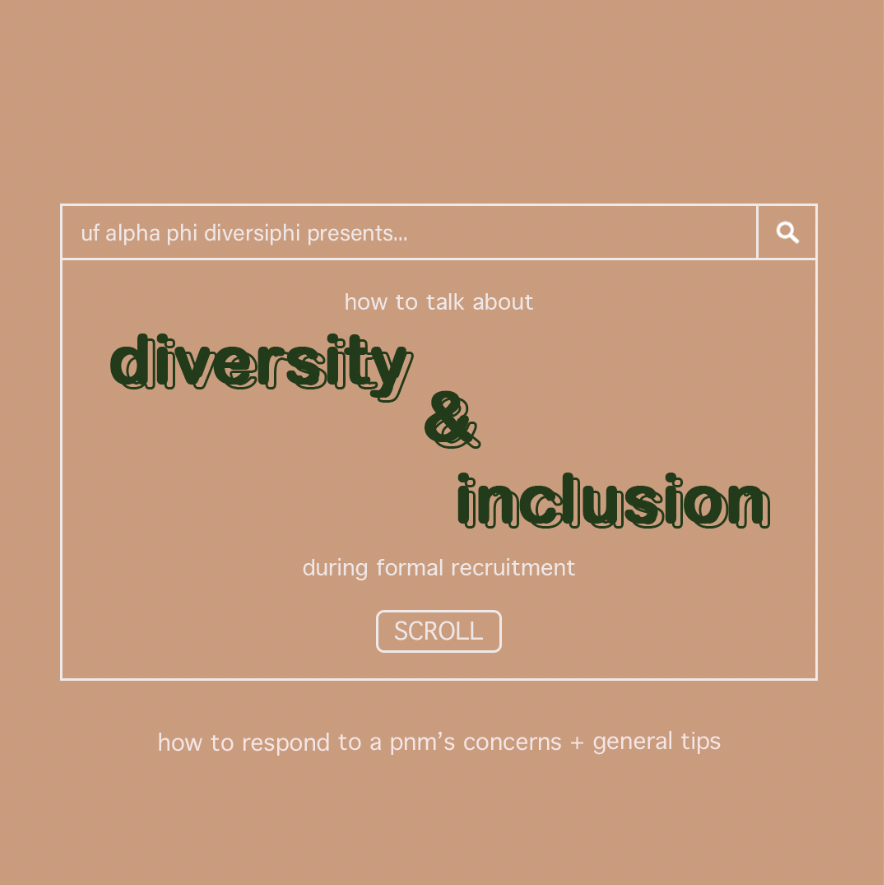 uf alpha phi diversiphi presents...
how to talk about
diversity
&
inclusion
during formal recruitment
SCROLL
how to respond to a pnm's concerns + general tips